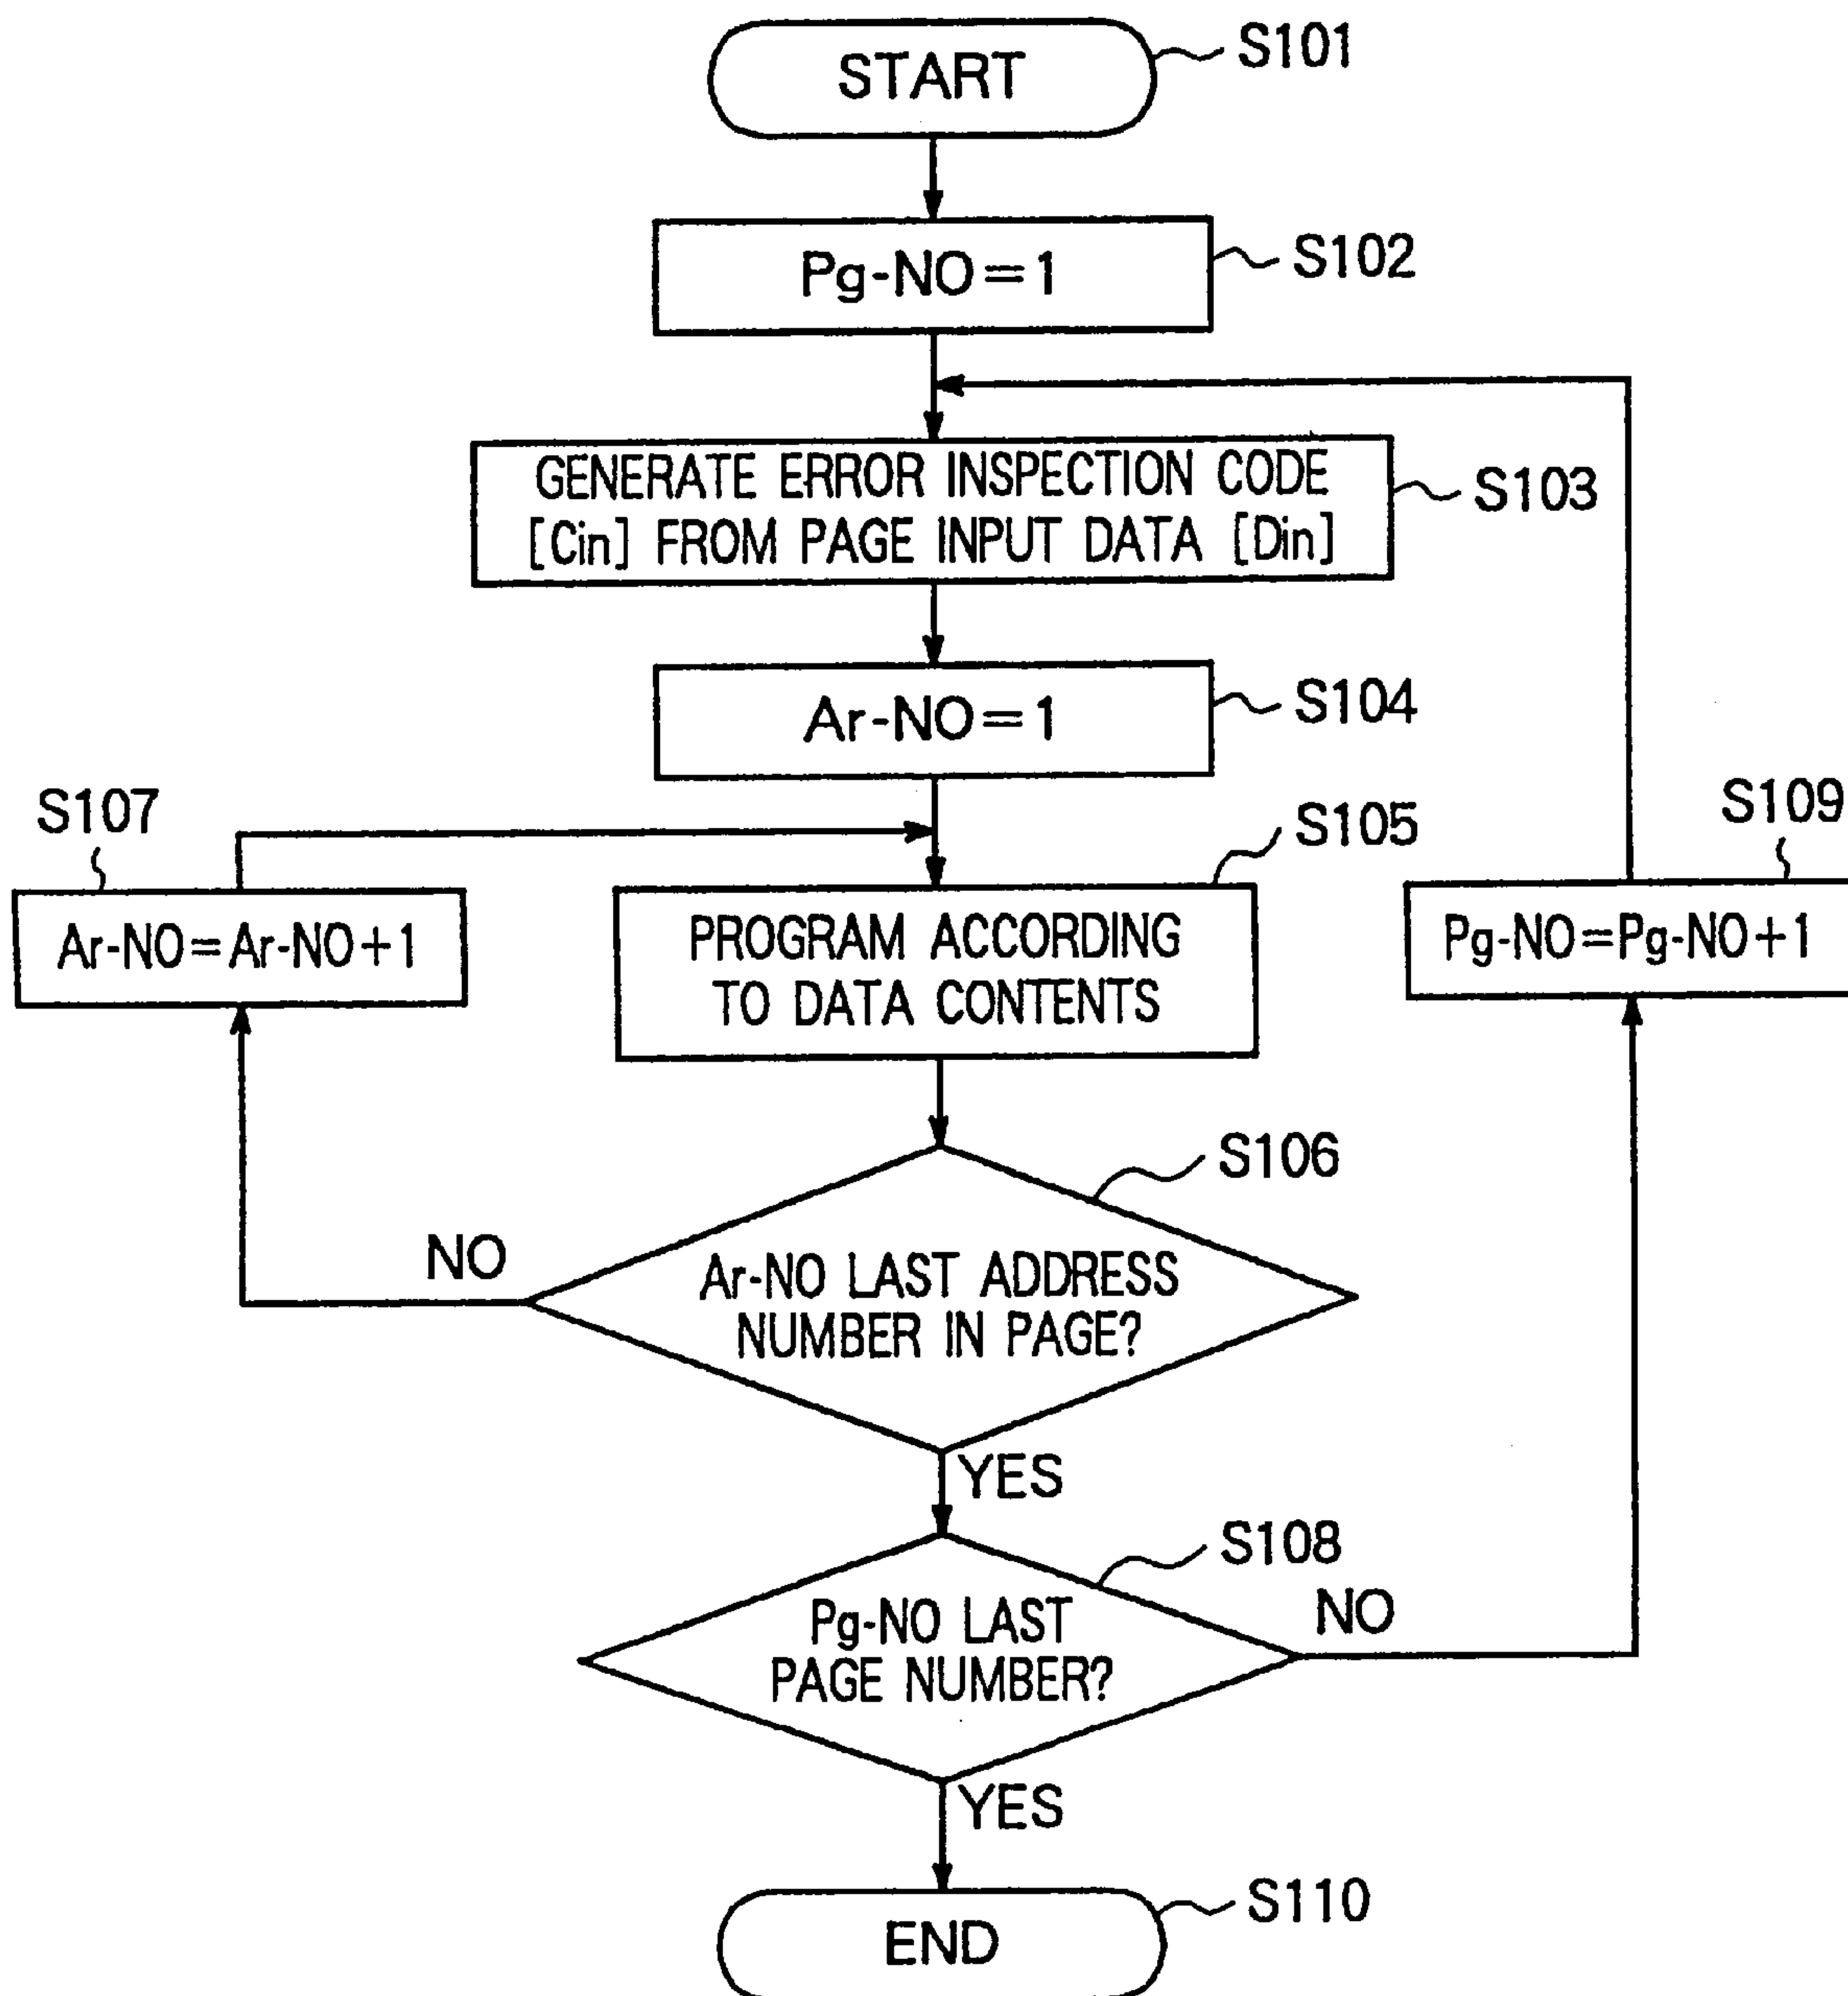 START
S101
Pg-NO=1
S102
GENERATE ERROR INSPECTION CODE
[Cin] FROM PAGE INPUT DATA [Din]
S103
Ar-NO=1
S104
S107
Ar-NO=Ar-NO+1
S105
PROGRAM ACCORDING
TO DATA CONTENTS
S109
Pg-NO=Pg-NO+1
S106
NO
Ar-NO LAST ADDRESS
NUMBER IN PAGE?
YES
S108
Pg-NO LAST
PAGE NUMBER?
NO
YES
END
S110